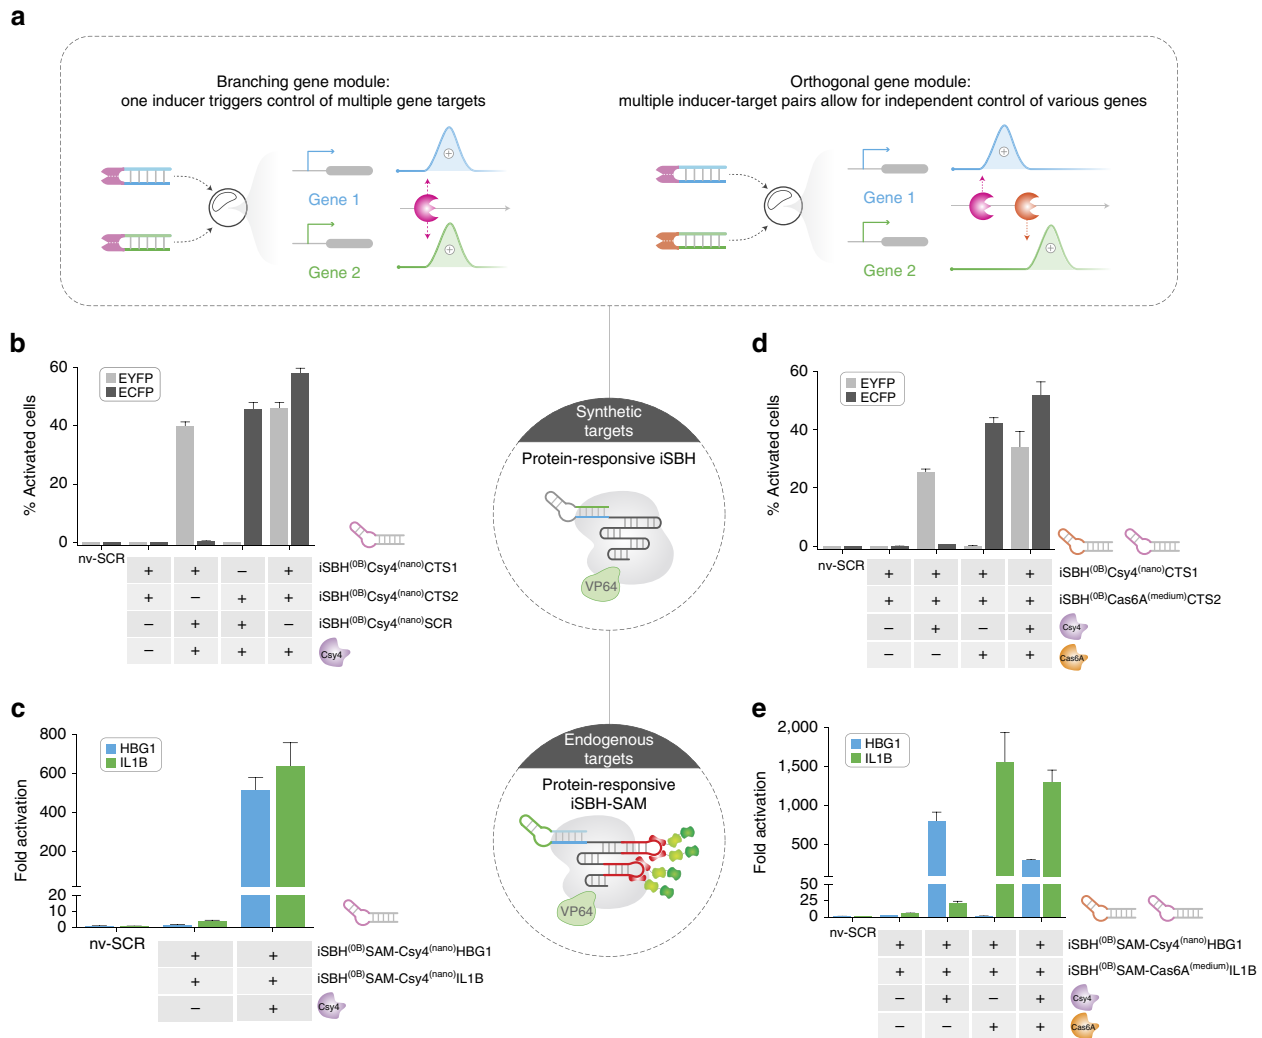 a
Branching gene module:
one inducer triggers control of multiple gene targets
Gene 1
Gene 2
Orthogonal gene module:
multiple inducer-target pairs allow for independent control of various genes
Gene 1
Gene 2
b
% Activated cells
60
40
20
0
EYFP
ECFP
nv-SCR
+ + – + iSBH(0B)Csy4(nano)CTS1
+ – + + iSBH(0B)Csy4(nano)CTS2
– + + – iSBH(0B)Csy4(nano)SCR
– + + + Csy4
Synthetic
targets
Protein-responsive iSBH
VP64
d
% Activated cells
60
40
20
0
EYFP
ECFP
nv-SCR
+ + + + iSBH(0B)Csy4(nano)CTS1
+ + + + iSBH(0B)Cas6A(medium)CTS2
– + – + Csy4
– – + + Cas6A
c
Fold activation
800
600
400
200
20
10
0
HBG1
IL1B
nv-SCR
+ + iSBH(0B)SAM-Csy4(nano)HBG1
+ + iSBH(0B)SAM-Csy4(nano)IL1B
– + Csy4
Endogenous
targets
Protein-responsive
iSBH-SAM
VP64
e
Fold activation
2,000
1,500
1,000
500
50
25
0
HBG1
IL1B
nv-SCR
+ + + + iSBH(0B)SAM-Csy4(nano)HBG1
+ + + + iSBH(0B)SAM-Cas6A(medium)IL1B
– + – + Csy4
– – + + Cas6A